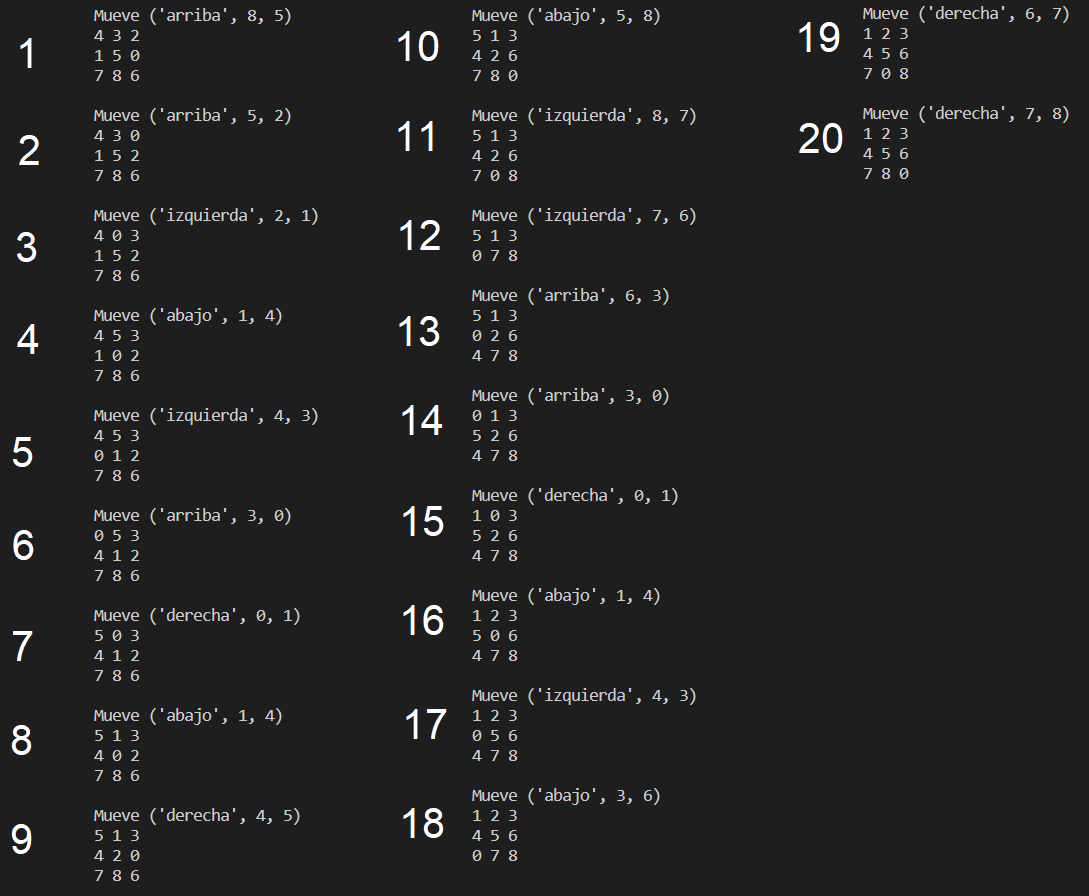 1
Mueve ('arriba', 8, 5)
4 3 2
1 5 0
7 8 6
2
Mueve ('arriba', 5, 2)
4 3 0
1 5 2
7 8 6
3
Mueve ('izquierda', 2, 1)
4 0 3
1 5 2
7 8 6
4
Mueve ('abajo', 1, 4)
4 5 3
1 0 2
7 8 6
5
Mueve ('izquierda', 4, 3)
4 5 3
0 1 2
7 8 6
6
Mueve ('arriba', 3, 0)
0 5 3
4 1 2
7 8 6
7
Mueve ('derecha', 0, 1)
5 0 3
4 1 2
7 8 6
8
Mueve ('abajo', 1, 4)
5 1 3
4 0 2
7 8 6
9
Mueve ('derecha', 4, 5)
5 1 3
4 2 0
7 8 6
10
Mueve ('abajo', 5, 8)
5 1 3
4 2 6
7 8 0
11
Mueve ('izquierda', 8, 7)
5 1 3
4 2 6
7 0 8
12
Mueve ('izquierda', 7, 6)
5 1 3
0 7 8
13
Mueve ('arriba', 6, 3)
5 1 3
0 2 6
4 7 8
14
Mueve ('arriba', 3, 0)
0 1 3
5 2 6
4 7 8
15
Mueve ('derecha', 0, 1)
1 0 3
5 2 6
4 7 8
16
Mueve ('abajo', 1, 4)
1 2 3
5 0 6
4 7 8
17
Mueve ('izquierda', 4, 3)
1 2 3
0 5 6
4 7 8
18
Mueve ('abajo', 3, 6)
1 2 3
4 5 6
0 7 8
19
Mueve ('derecha', 6, 7)
1 2 3
4 5 6
7 0 8
20
Mueve ('derecha', 7, 8)
1 2 3
4 5 6
7 8 0